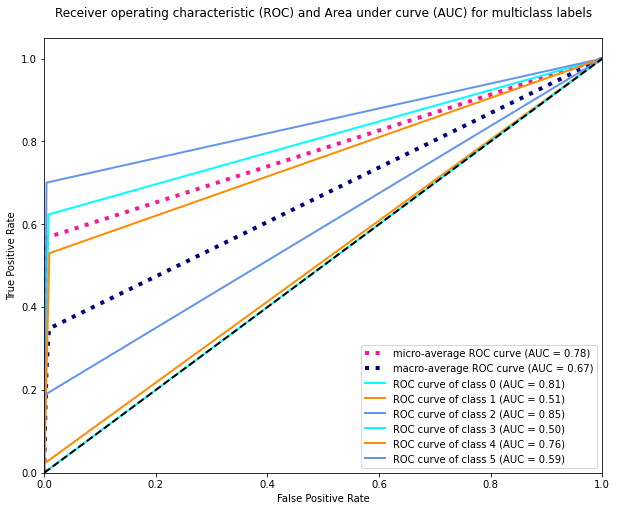 Receiver operating characteristic (ROC) and Area under curve (AUC) for multiclass labels
1.0
0.8
0.6
0.4
0.2
0.0
True Positive Rate
micro-average ROC curve (AUC = 0.78)
macro-average ROC curve (AUC = 0.67)
ROC curve of class 0 (AUC = 0.81)
ROC curve of class 1 (AUC = 0.51)
ROC curve of class 2 (AUC = 0.85)
ROC curve of class 3 (AUC = 0.50)
ROC curve of class 4 (AUC = 0.76)
ROC curve of class 5 (AUC = 0.59)
0.0 0.2 0.4 0.6 0.8 1.0
False Positive Rate